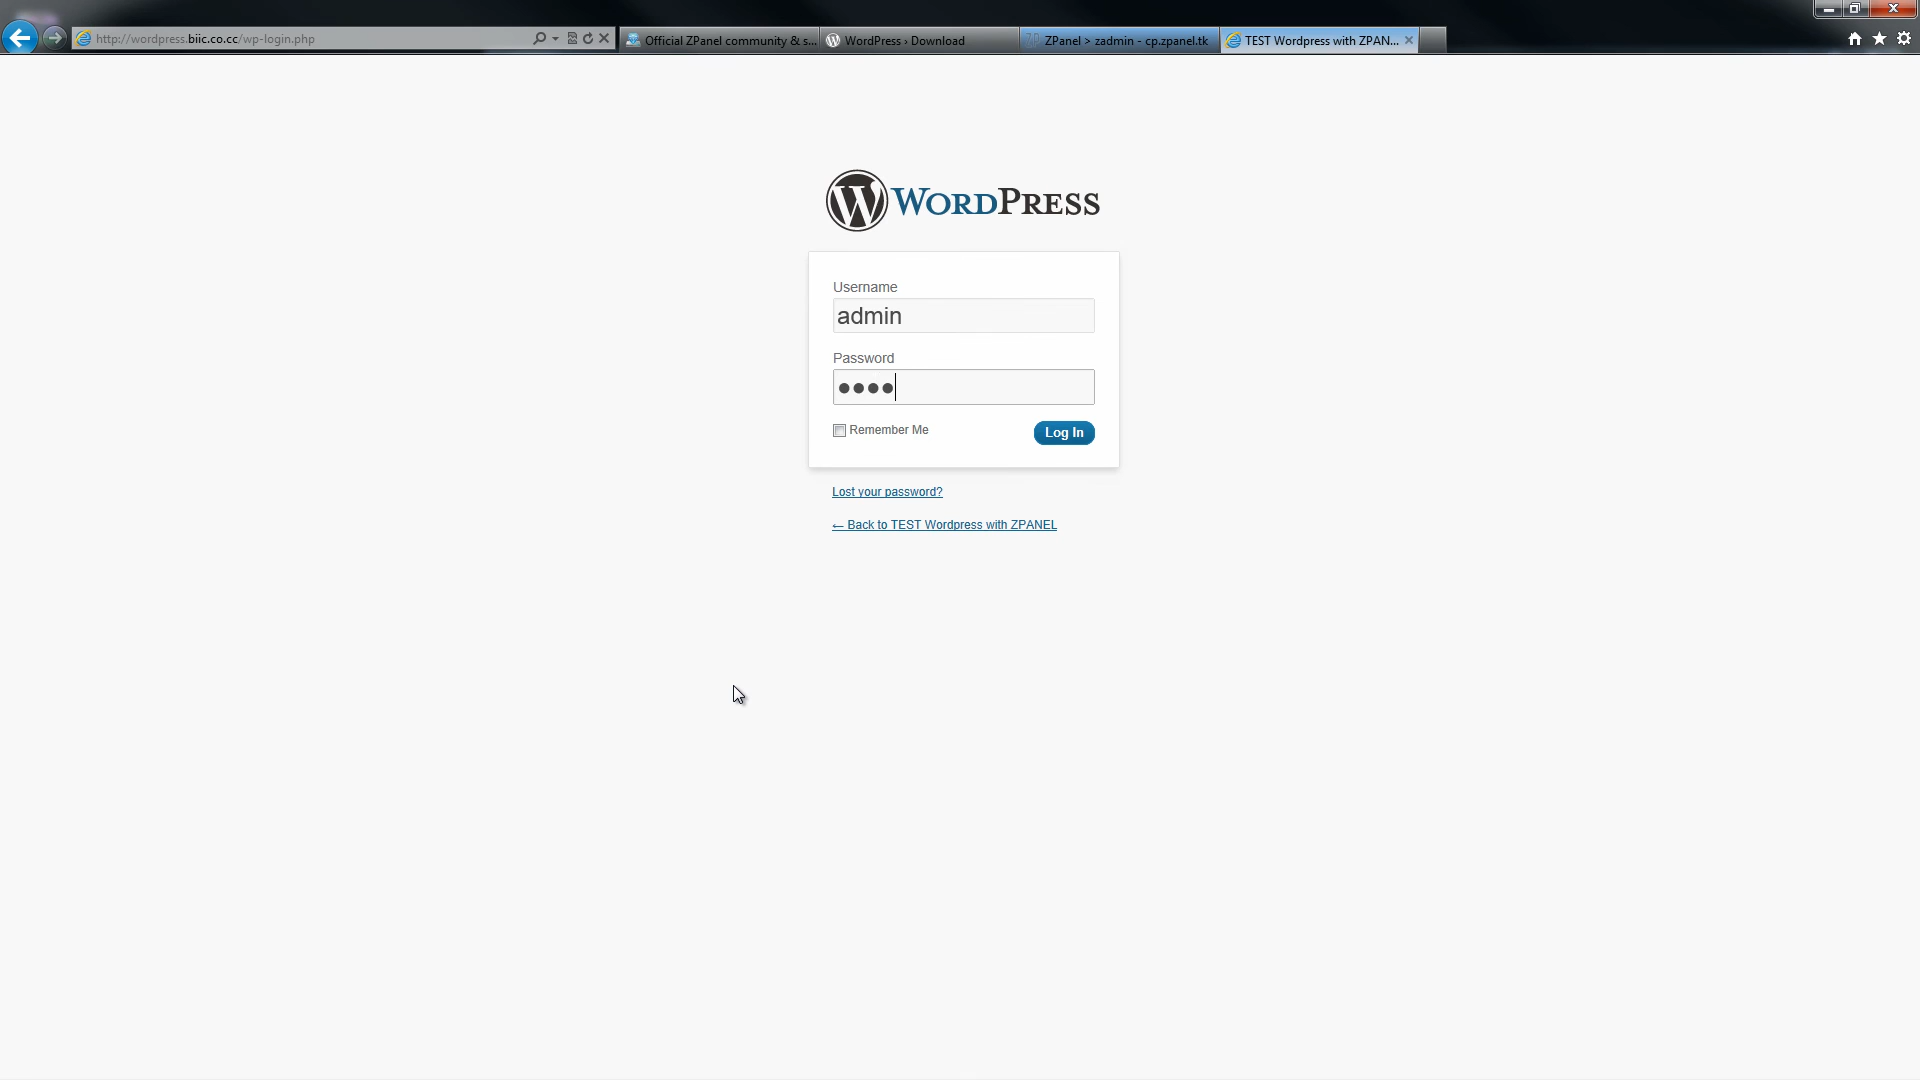 http://wordpress.biic.co.cc/wp-login.php
Official ZPanel community & s...
WordPress › Download
ZPanel > zadmin - cp.zpanel.tk
TEST Wordpress with ZPAN...
WORDPRESS
Username
admin
Password
Remember Me
Log In
Lost your password?
← Back to TEST Wordpress with ZPANEL